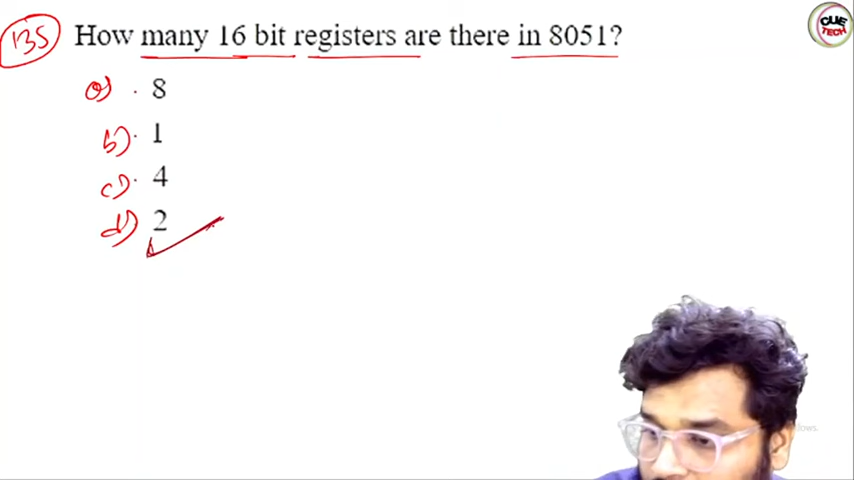 135 How many 16 bit registers are there in 8051?
a) . 8
b) . 1
c) . 4
d) 2
CUE
TECH